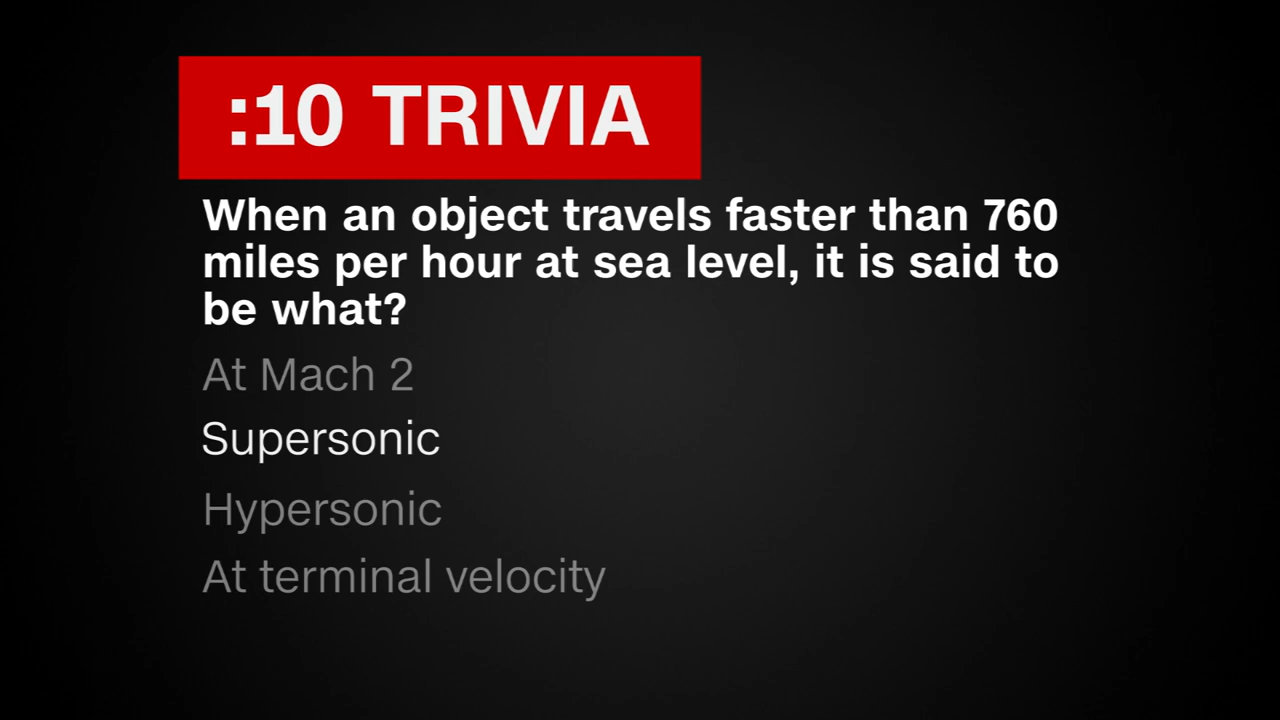 :10 TRIVIA
When an object travels faster than 760
miles per hour at sea level, it is said to
be what?
At Mach 2
Supersonic
Hypersonic
At terminal velocity